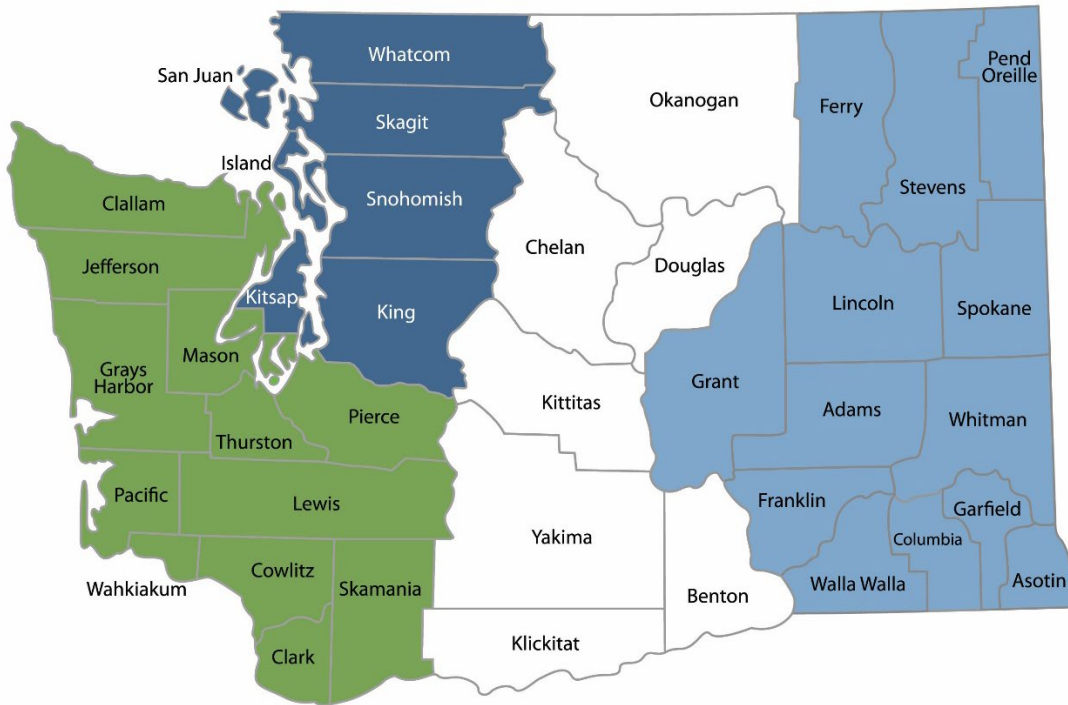 Whatcom
San Juan
Pend
Oreille
Okanogan
Ferry
Skagit
Island
Stevens
Snohomish
Clallam
Chelan
Jefferson
Douglas
Kitsap
King
Lincoln
Spokane
Mason
Grays
Harbor
Grant
Kittitas
Adams
Pierce
Whitman
Thurston
Pacific
Lewis
Franklin
Garfield
Yakima
Columbia
Cowlitz
Wahkiakum
Skamania
Walla Walla
Asotin
Benton
Klickitat
Clark